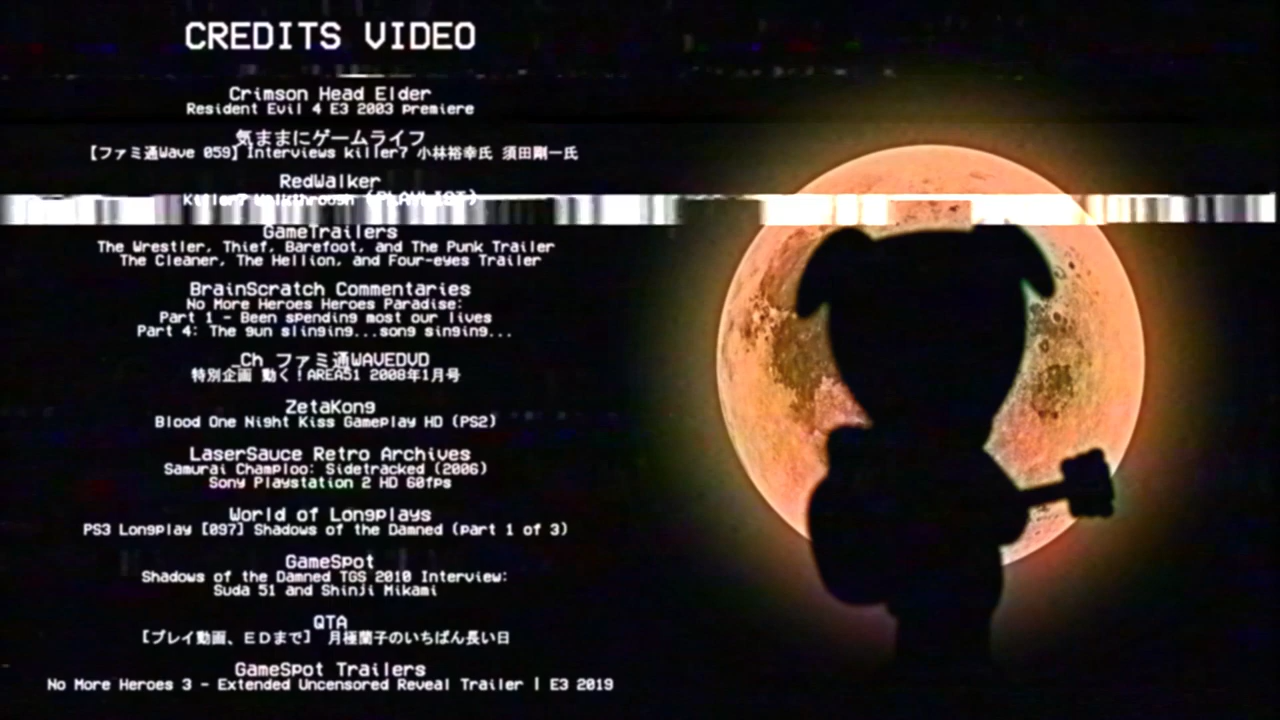 CREDITS VIDEO
Crimson Head Elder
Resident Evil 4 E3 2003 premiere
気ままにゲームライフ
【ファミ通Wave 059】Interviews killer7 小林裕幸氏 須田剛一氏
RedWalker
Killer7 Walkthrough (PLAYLIST)
GameTrailers
The Wrestler, Thief, Barefoot, and The Punk Trailer
The Cleaner, The Hellion, and Four-eyes Trailer
BrainScratch Commentaries
No More Heroes Heroes Paradise:
Part 1 - Been spending most our lives
Part 4: The gun slinging...song singing...
_Ch ファミ通WAVEDVD
特別企画 動く!AREA51 2008年1月号
ZetaKong
Blood One Night Kiss Gameplay HD (PS2)
LaserSauce Retro Archives
Samurai Champloo: Sidetracked (2006)
Sony Playstation 2 HD 60fps
World of Longplays
PS3 Longplay [097] Shadows of the Damned (part 1 of 3)
GameSpot
Shadows of the Damned TGS 2010 Interview:
Suda 51 and Shinji Mikami
QTA
[プレイ動画、EDまで] 月極蘭子のいちばん長い日
GameSpot Trailers
No More Heroes 3 - Extended Uncensored Reveal Trailer | E3 2019